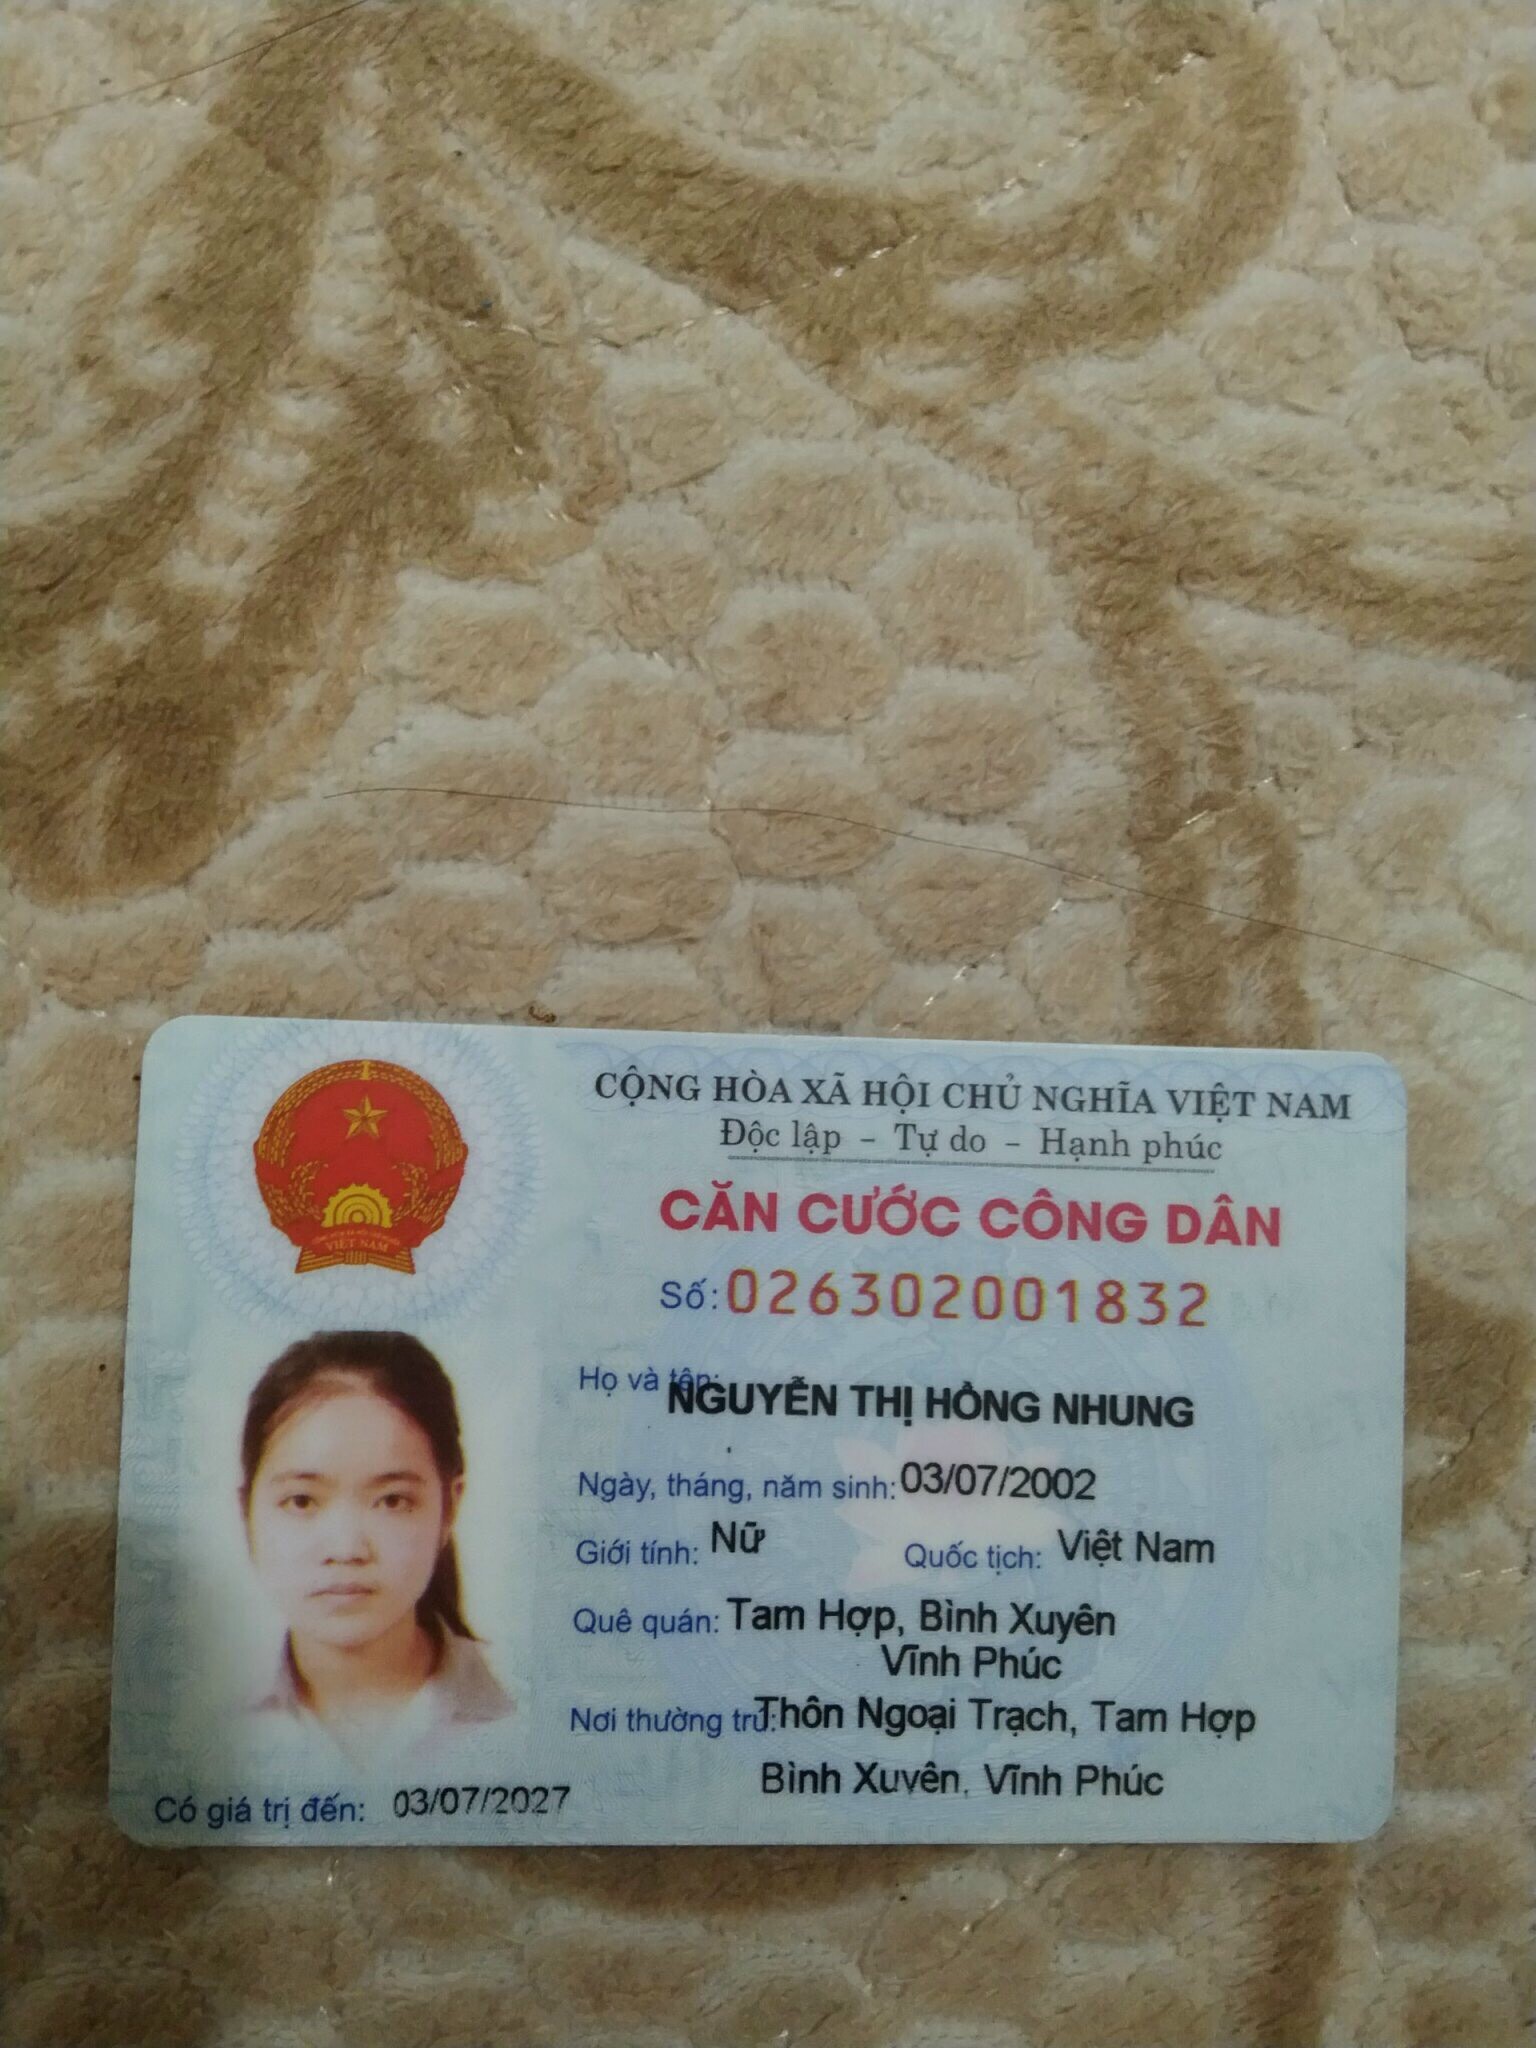 CỘNG HÒA XÃ HỘI CHỦ NGHĨA VIỆT NAM
Độc lập - Tự do - Hạnh phúc
CĂN CƯỚC CÔNG DÂN
Số: 026302001832
Họ và tên: NGUYỄN THỊ HỒNG NHUNG
Ngày, tháng, năm sinh: 03/07/2002
Giới tính: Nữ Quốc tịch: Việt Nam
Quê quán: Tam Hợp, Bình Xuyên
Vĩnh Phúc
Nơi thường trú: Thôn Ngoại Trạch, Tam Hợp
Bình Xuyên, Vĩnh Phúc
Có giá trị đến: 03/07/2027
VIỆT NAM